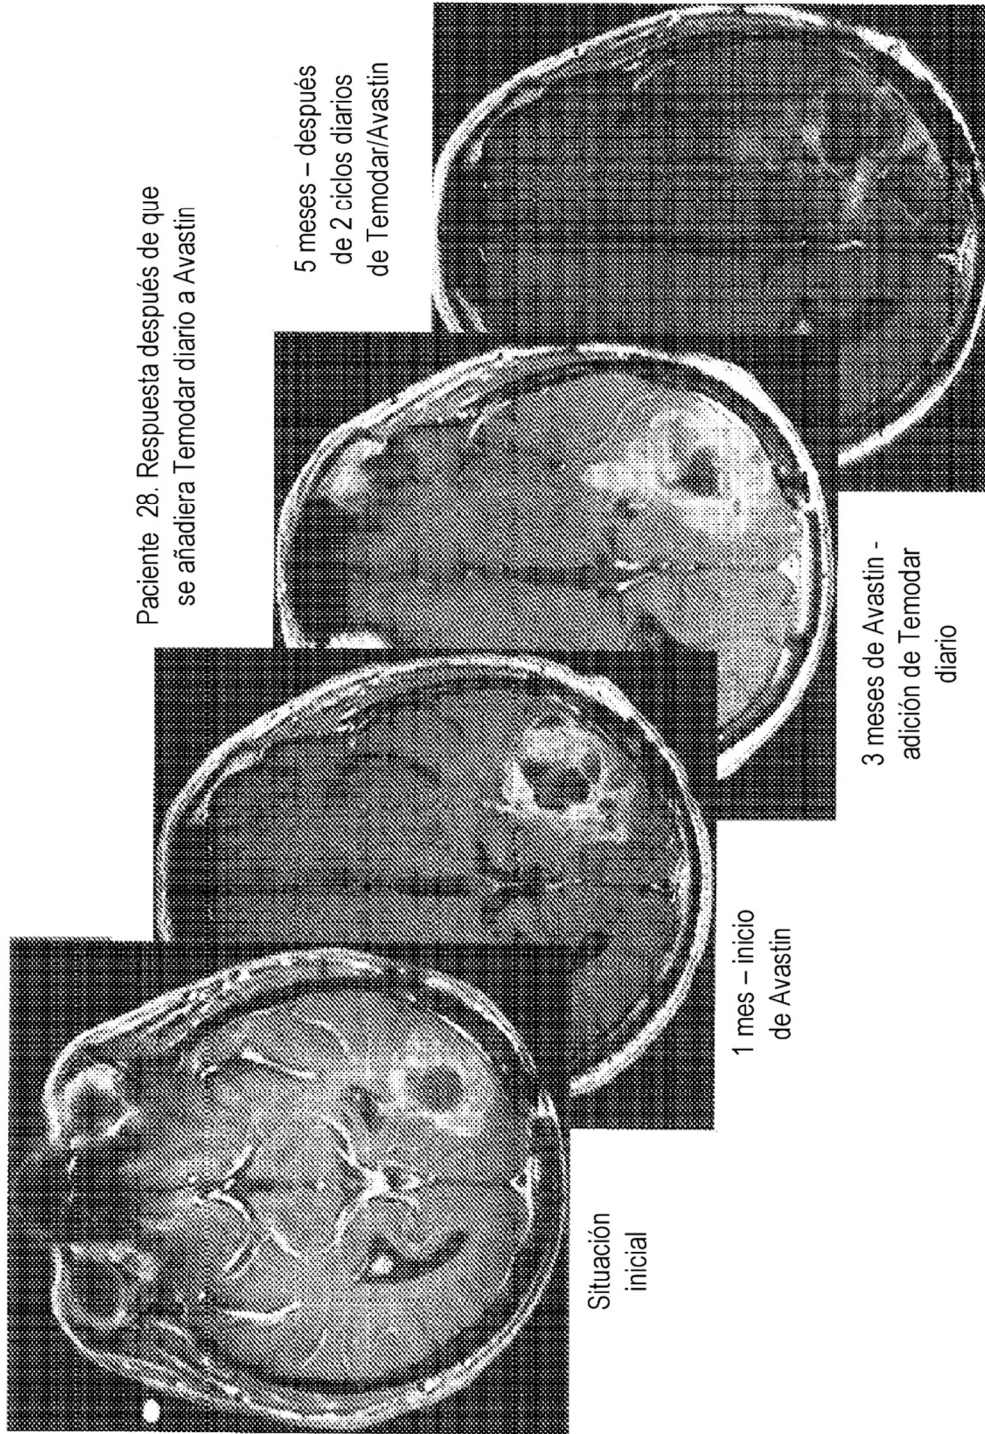 Paciente 28. Respuesta después de que
se añadiera Temodar diario a Avastin
Situación
inicial
1 mes – inicio
de Avastin
3 meses de Avastin -
adición de Temodar
diario
5 meses – después
de 2 ciclos diarios
de Temodar/Avastin